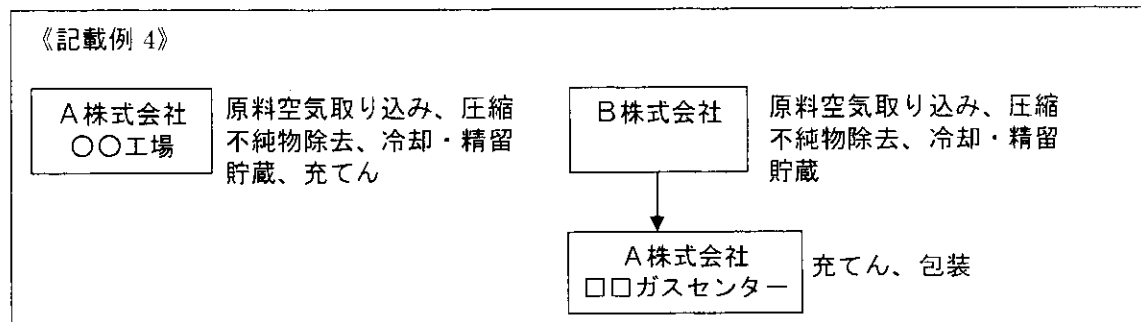 《記載例 4》
A株式会社
○○工場
原料空気取り込み、圧縮
不純物除去、冷却・精留
貯蔵、充てん
B株式会社
原料空気取り込み、圧縮
不純物除去、冷却・精留
貯蔵
A株式会社
□□ガスセンター
充てん、包装